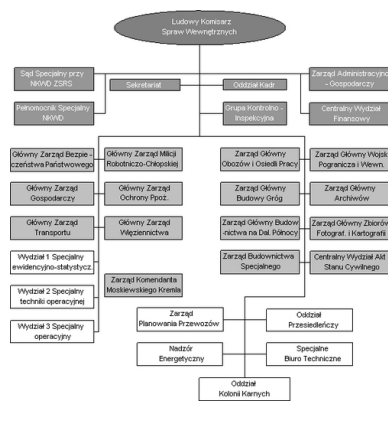 Ludowy Komisarz
Spraw Wewnętrznych
Sąd Specjalny przy
NKWD ZSRS
Sekretariat
Oddział Kadr
Zarząd Administracyjno
- Gospodarczy
Pełnomocnik Specjalny
NKWD
Grupa Kontrolno -
Inspekcyjna
Centralny Wydział
Finansowy
Główny Zarząd Bezpie -
czeństwa Państwowego
Główny Zarząd Milicji
Robotniczo-Chłopskiej
Zarząd Główny
Obozów i Osiedli Pracy
Zarząd Główny Wojsk
Pogranicza i Wewn.
Główny Zarząd
Gospodarczy
Główny Zarząd
Ochrony Ppoż.
Zarząd Główny
Budowy Gróg
Zarząd Główny
Archiwów
Główny Zarząd
Transportu
Główny Zarząd
Więziennictwa
Zarząd Główny Budow
-nictwa na Dal. Północy
Zarząd Główny Zbiorów
Fotograf. i Kartografii
Wydział 1 Specjalny
ewidencyjno-statystycz.
Zarząd Komendanta
Moskiewskiego Kremla
Zarząd Budownictwa
Specjalnego
Centralny Wydział Akt
Stanu Cywilnego
Wydział 2 Specjalny
techniki operacyjnej
Wydział 3 Specjalny
operacyjny
Zarząd
Planowania Przewozów
Oddział
Przesiedleńczy
Nadzór
Energetyczny
Specjalne
Biuro Techniczne
Oddział
Kolonii Karnych